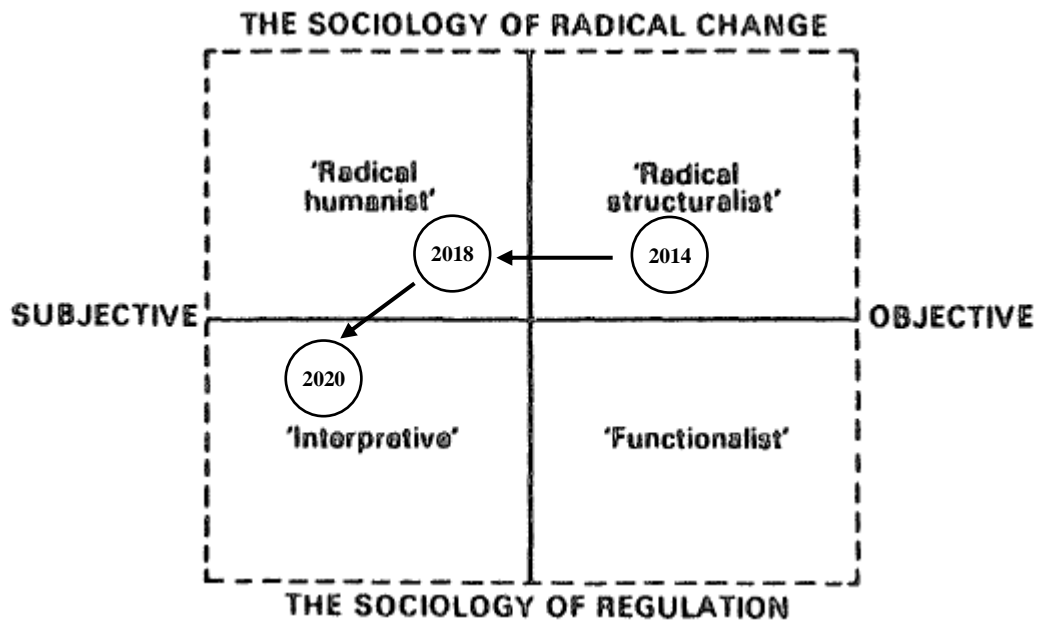 THE SOCIOLOGY OF RADICAL CHANGE
'Radical
humanist'
'Radical
structuralist'
2018
2014
SUBJECTIVE
OBJECTIVE
2020
'Interpretive'
'Functionalist'
THE SOCIOLOGY OF REGULATION